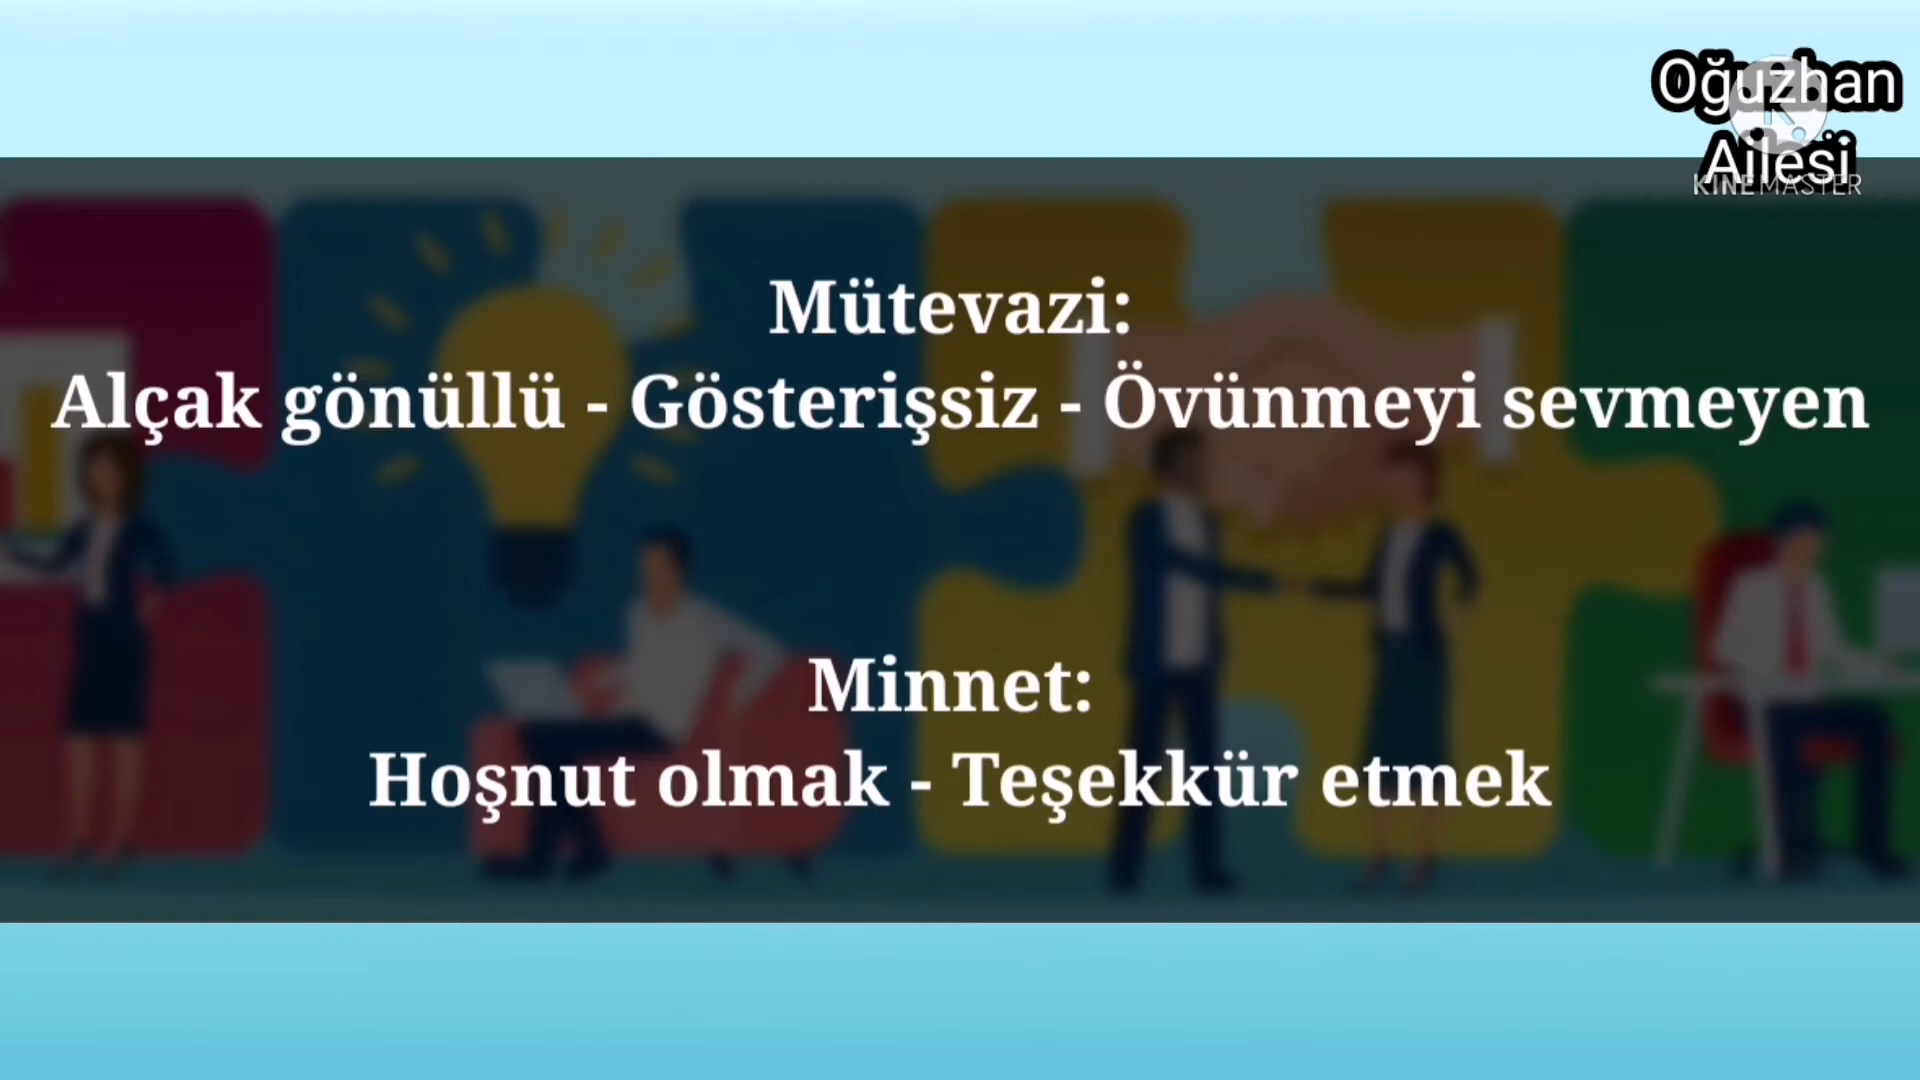 Oğuzhan
Ailesi
KINEMASTER
Mütevazi:
Alçak gönüllü - Gösterişsiz - Övünmeyi sevmeyen
Minnet:
Hoşnut olmak - Teşekkür etmek